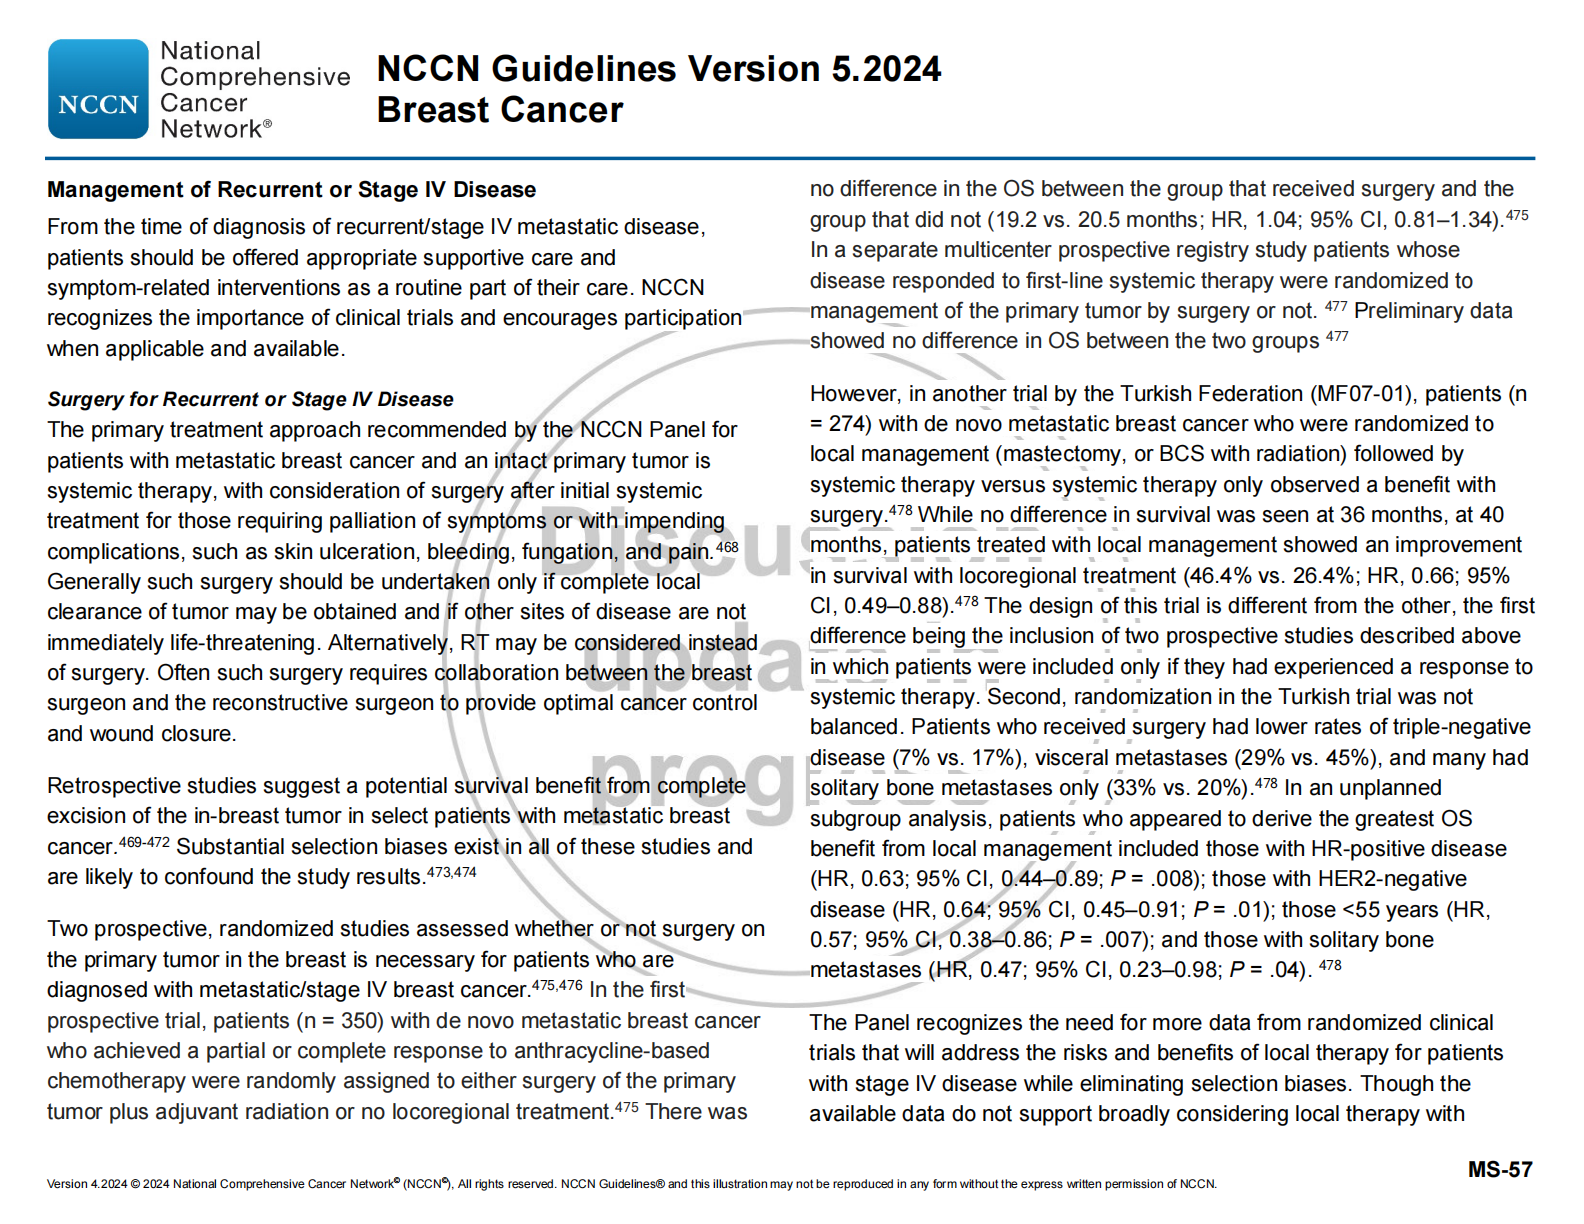 National
Comprehensive
Cancer
Network®
NCCN
NCCN Guidelines Version 5.2024
Breast Cancer
Management of Recurrent or Stage IV Disease
From the time of diagnosis of recurrent/stage IV metastatic disease,
patients should be offered appropriate supportive care and
symptom-related interventions as a routine part of their care. NCCN
recognizes the importance of clinical trials and encourages participation
when applicable and available.
Surgery for Recurrent or Stage IV Disease
The primary treatment approach recommended by the NCCN Panel for
patients with metastatic breast cancer and an intact primary tumor is
systemic therapy, with consideration of surgery after initial systemic
treatment for those requiring palliation of symptoms or with impending
complications, such as skin ulceration, bleeding, fungation, and pain.468
Generally such surgery should be undertaken only if complete local
clearance of tumor may be obtained and if other sites of disease are not
immediately life-threatening. Alternatively, RT may be considered instead
of surgery. Often such surgery requires collaboration between the breast
surgeon and the reconstructive surgeon to provide optimal cancer control
and wound closure.
Retrospective studies suggest a potential survival benefit from complete
excision of the in-breast tumor in select patients with metastatic breast
cancer.469-472 Substantial selection biases exist in all of these studies and
are likely to confound the study results.473,474
Two prospective, randomized studies assessed whether or not surgery on
the primary tumor in the breast is necessary for patients who are
diagnosed with metastatic/stage IV breast cancer.475,476 In the first
prospective trial, patients (n = 350) with de novo metastatic breast cancer
who achieved a partial or complete response to anthracycline-based
chemotherapy were randomly assigned to either surgery of the primary
tumor plus adjuvant radiation or no locoregional treatment.475 There was
no difference in the OS between the group that received surgery and the
group that did not (19.2 vs. 20.5 months; HR, 1.04; 95% CI, 0.81–1.34).475
In a separate multicenter prospective registry study patients whose
disease responded to first-line systemic therapy were randomized to
management of the primary tumor by surgery or not. 477 Preliminary data
showed no difference in OS between the two groups 477
However, in another trial by the Turkish Federation (MF07-01), patients (n
= 274) with de novo metastatic breast cancer who were randomized to
local management (mastectomy, or BCS with radiation) followed by
systemic therapy versus systemic therapy only observed a benefit with
surgery.478 While no difference in survival was seen at 36 months, at 40
months, patients treated with local management showed an improvement
in survival with locoregional treatment (46.4% vs. 26.4%; HR, 0.66; 95%
CI, 0.49–0.88).478 The design of this trial is different from the other, the first
difference being the inclusion of two prospective studies described above
in which patients were included only if they had experienced a response to
systemic therapy. Second, randomization in the Turkish trial was not
balanced. Patients who received surgery had lower rates of triple-negative
disease (7% vs. 17%), visceral metastases (29% vs. 45%), and many had
solitary bone metastases only (33% vs. 20%).478 In an unplanned
subgroup analysis, patients who appeared to derive the greatest OS
benefit from local management included those with HR-positive disease
(HR, 0.63; 95% CI, 0.44–0.89; P = .008); those with HER2-negative
disease (HR, 0.64; 95% CI, 0.45–0.91; P = .01); those <55 years (HR,
0.57; 95% CI, 0.38–0.86; P = .007); and those with solitary bone
metastases (HR, 0.47; 95% CI, 0.23–0.98; P = .04). 478
The Panel recognizes the need for more data from randomized clinical
trials that will address the risks and benefits of local therapy for patients
with stage IV disease while eliminating selection biases. Though the
available data do not support broadly considering local therapy with
MS-57
Version 4.2024 © 2024 National Comprehensive Cancer Network© (NCCN©), All rights reserved. NCCN Guidelines® and this illustration may not be reproduced in any form without the express written permission of NCCN.